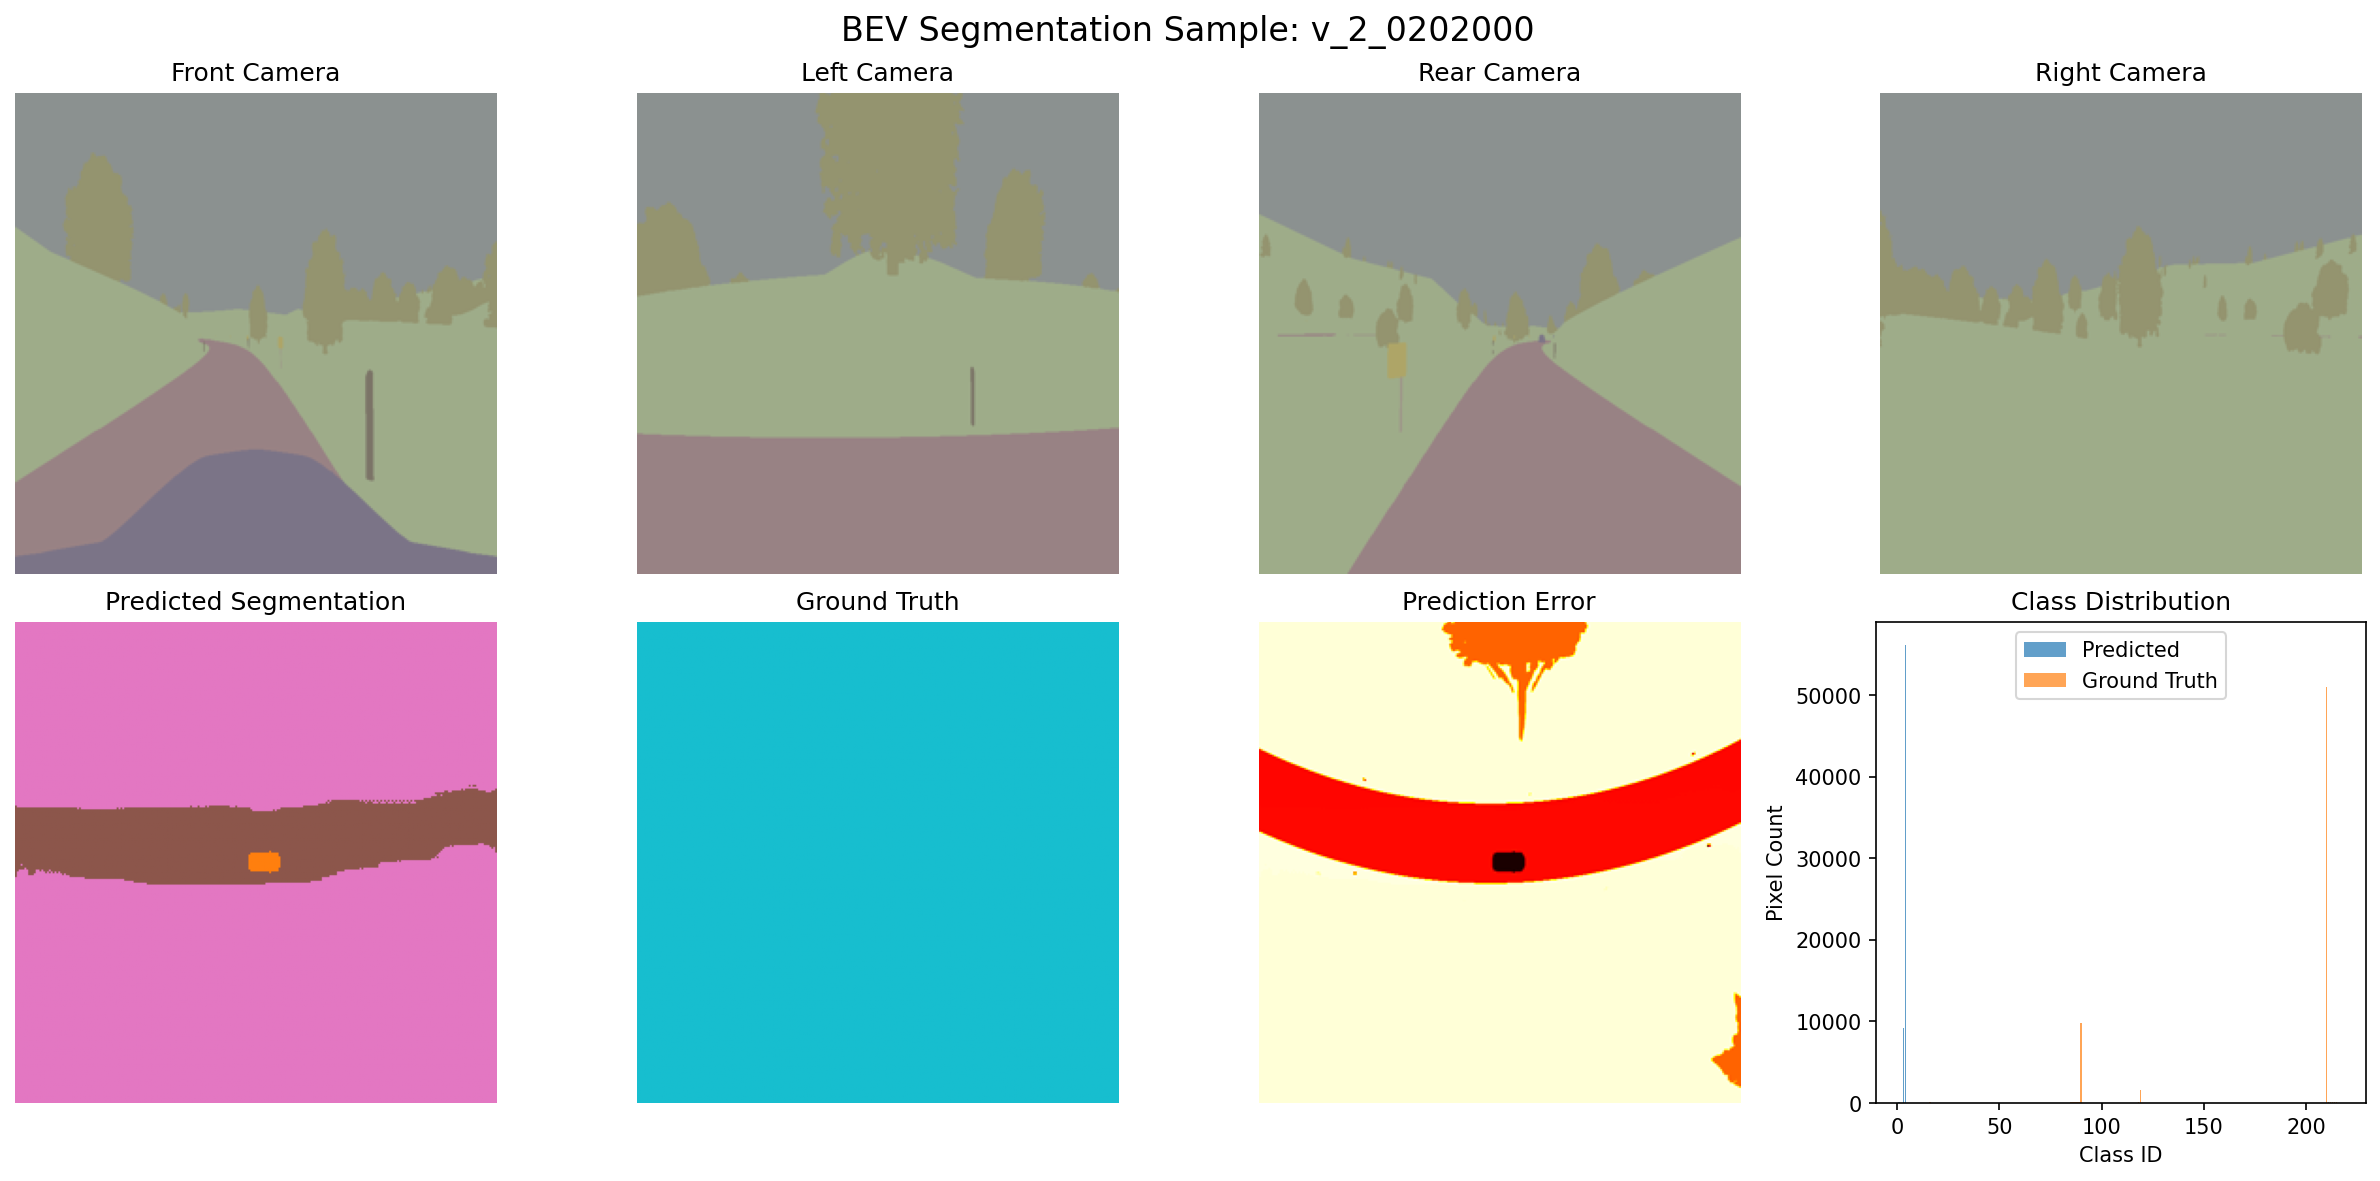 BEV Segmentation Sample: v_2_0202000
Front Camera
Left Camera
Rear Camera
Right Camera
Predicted Segmentation
Ground Truth
Prediction Error
Class Distribution
Predicted
Ground Truth
Pixel Count
50000
40000
30000
20000
10000
0
0
50
100
150
200
Class ID